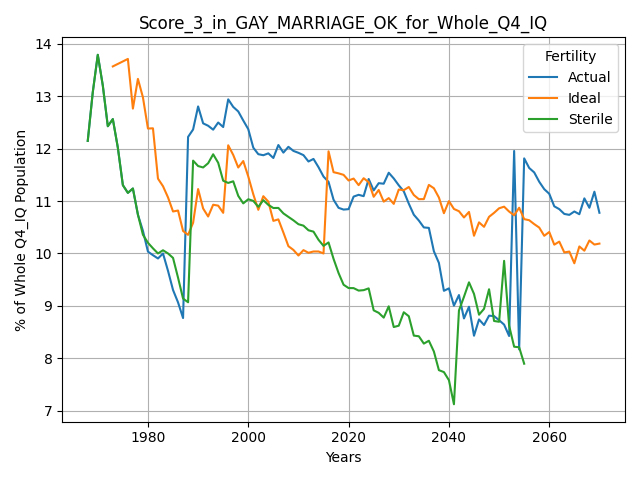 Score_3_in_GAY_MARRIAGE_OK_for_Whole_Q4_IQ
% of Whole Q4_IQ Population
14
13
12
11
10
9
8
7
Fertility
Actual
Ideal
Sterile
1980
2000
2020
2040
2060
Years